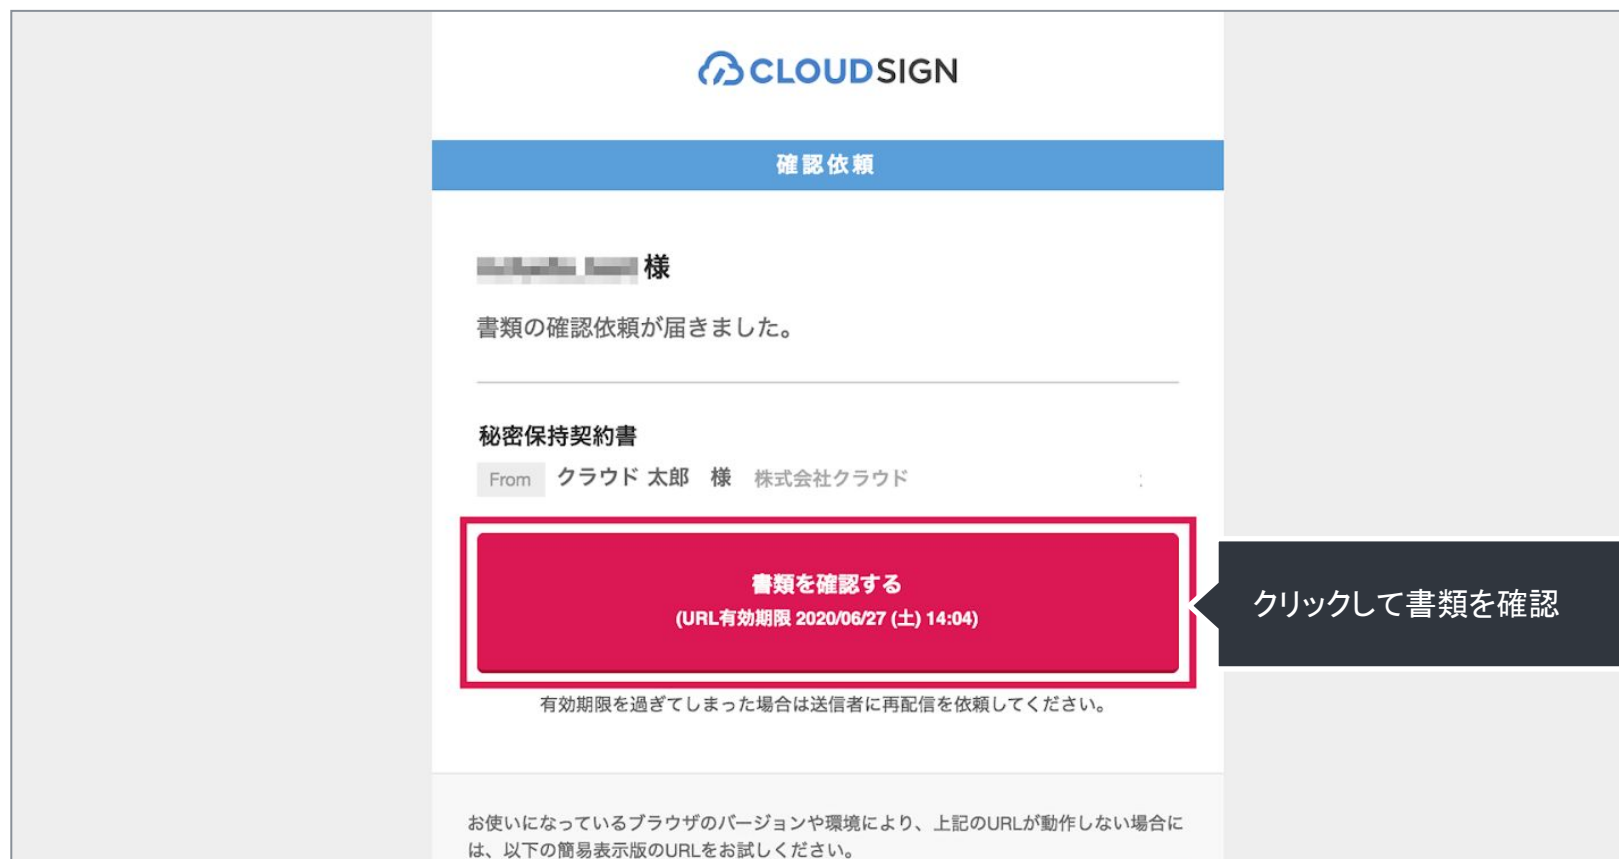 CLOUDSIGN
確認依頼
様
書類の確認依頼が届きました。
秘密保持契約書
From クラウド 太郎 様 株式会社クラウド
書類を確認する
(URL有効期限 2020/06/27 (土) 14:04)
クリックして書類を確認
有効期限を過ぎてしまった場合は送信者に再配信を依頼してください。
お使いになっているブラウザのバージョンや環境により、上記のURLが動作しない場合に
は、以下の簡易表示版のURLをお試しください。